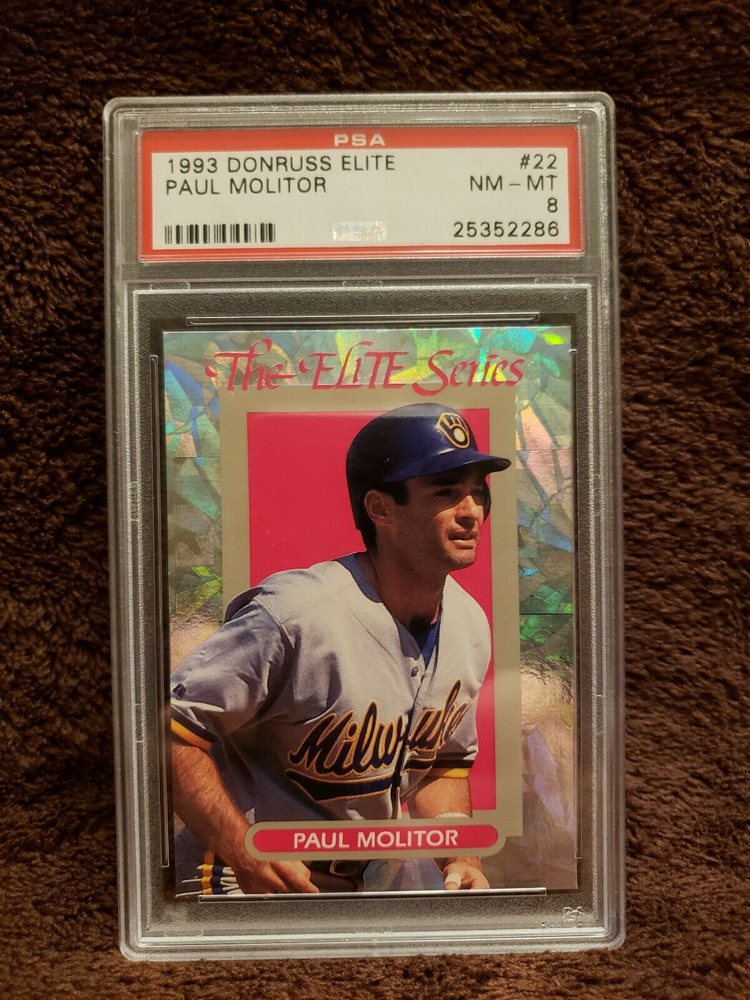 PSA
1993 DONRUSS ELITE #22
PAUL MOLITOR NM - MT
8
25352286
The ELITE Series
Milwaukee
PAUL MOLITOR